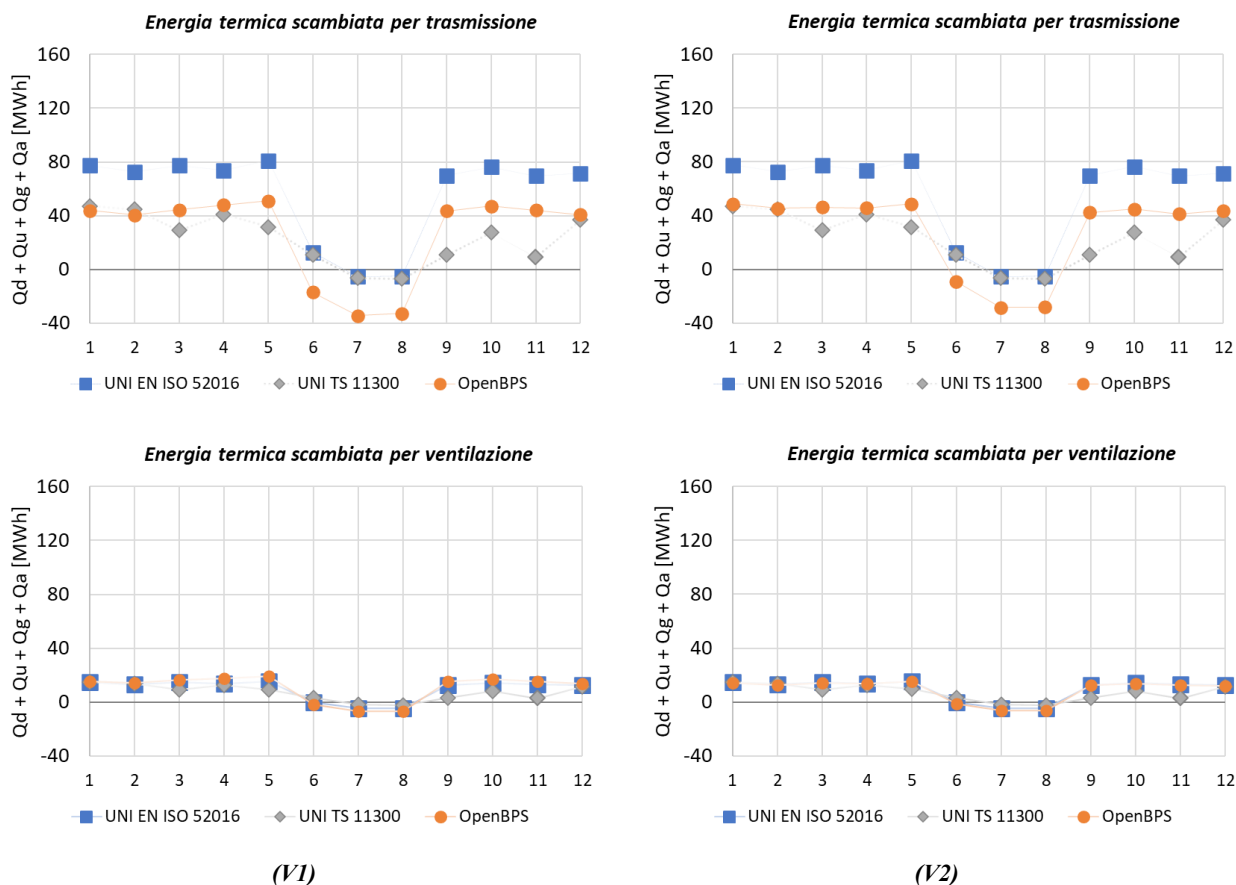 Energia termica scambiata per trasmissione
Qd + Qu + Qg + Qa [MWh]
160
120
80
40
0
-40
1 2 3 4 5 6 7 8 9 10 11 12
UNI EN ISO 52016 UNI TS 11300 OpenBPS
Energia termica scambiata per trasmissione
Qd + Qu + Qg + Qa [MWh]
160
120
80
40
0
-40
1 2 3 4 5 6 7 8 9 10 11 12
UNI EN ISO 52016 UNI TS 11300 OpenBPS
Energia termica scambiata per ventilazione
Qd + Qu + Qg + Qa [MWh]
160
120
80
40
0
-40
1 2 3 4 5 6 7 8 9 10 11 12
UNI EN ISO 52016 UNI TS 11300 OpenBPS
Energia termica scambiata per ventilazione
Qd + Qu + Qg + Qa [MWh]
160
120
80
40
0
-40
1 2 3 4 5 6 7 8 9 10 11 12
UNI EN ISO 52016 UNI TS 11300 OpenBPS
(V1)
(V2)